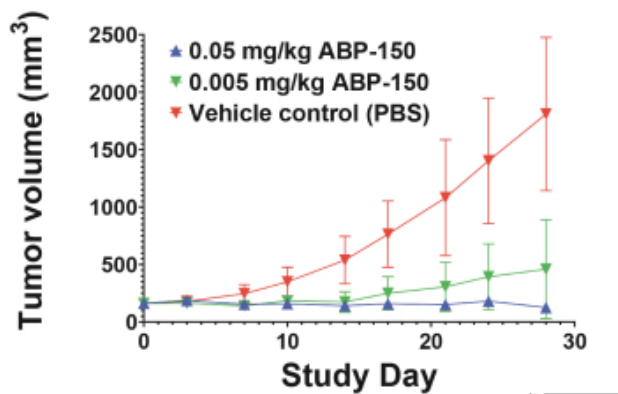 Tumor volume (mm³)
2500
2000
1500
1000
500
0
0.05 mg/kg ABP-150
0.005 mg/kg ABP-150
Vehicle control (PBS)
0 10 20 30
Study Day